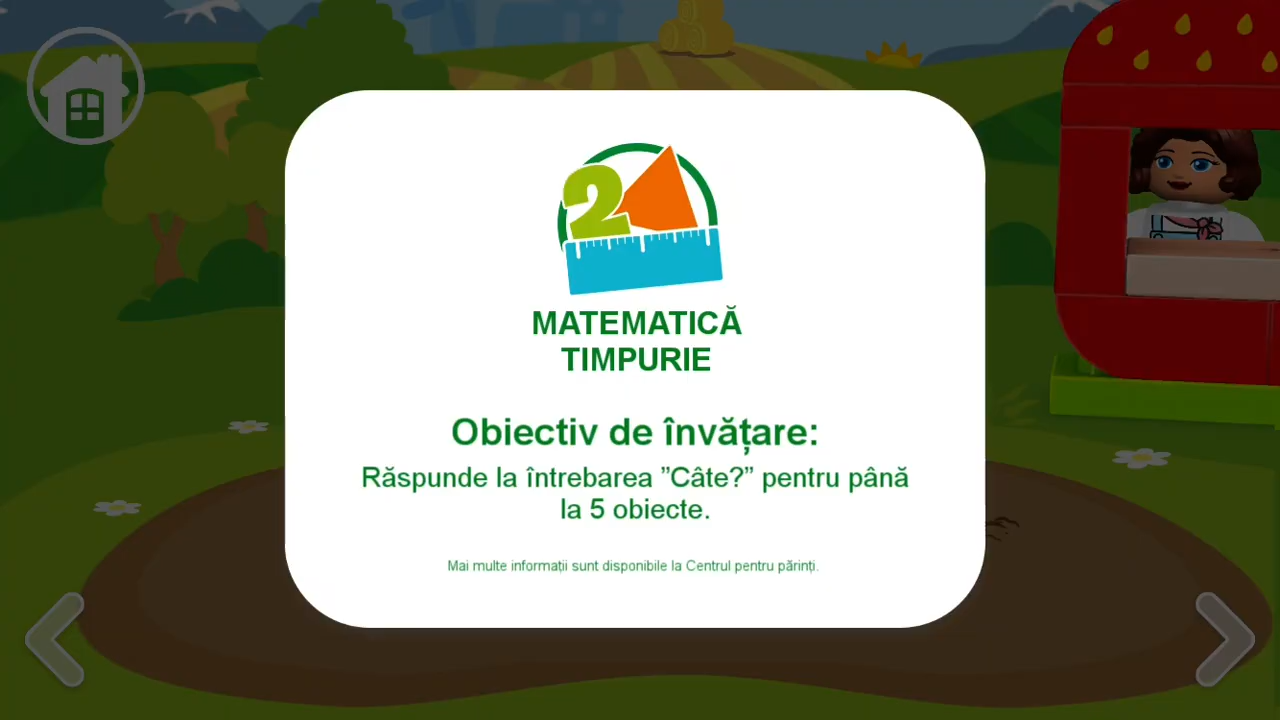 2
MATEMATICĂ
TIMPURIE
Obiectiv de învățare:
Răspunde la întrebarea ”Câte?” pentru până
la 5 obiecte.
Mai multe informații sunt disponibile la Centrul pentru părinți.